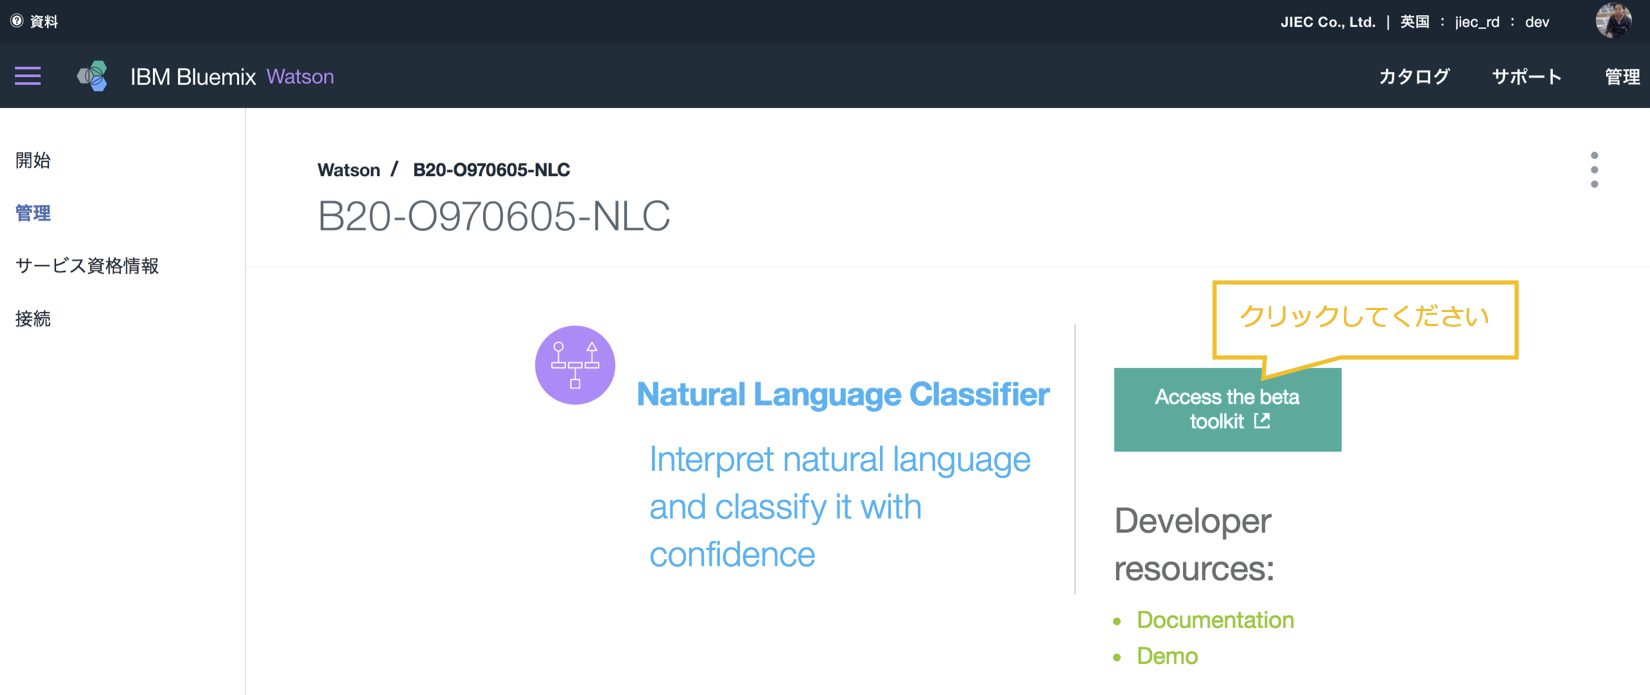 資料
JIEC Co., Ltd. | 英国 : jiec_rd : dev
IBM Bluemix Watson
カタログ サポート 管理
開始
管理
サービス資格情報
接続
Watson / B20-O970605-NLC
B20-O970605-NLC
クリックしてください
Natural Language Classifier
Interpret natural language
and classify it with
confidence
Access the beta
toolkit
Developer
resources:
• Documentation
• Demo